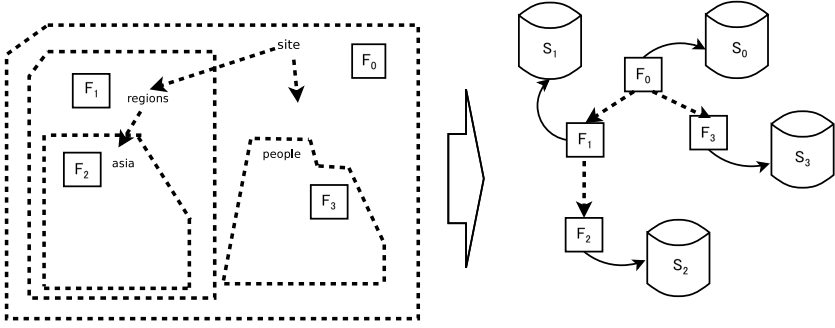 site
F₀
F₁
regions
F₂
asia
people
F₃
S₁
S₀
F₀
F₁
F₃
S₃
F₂
S₂